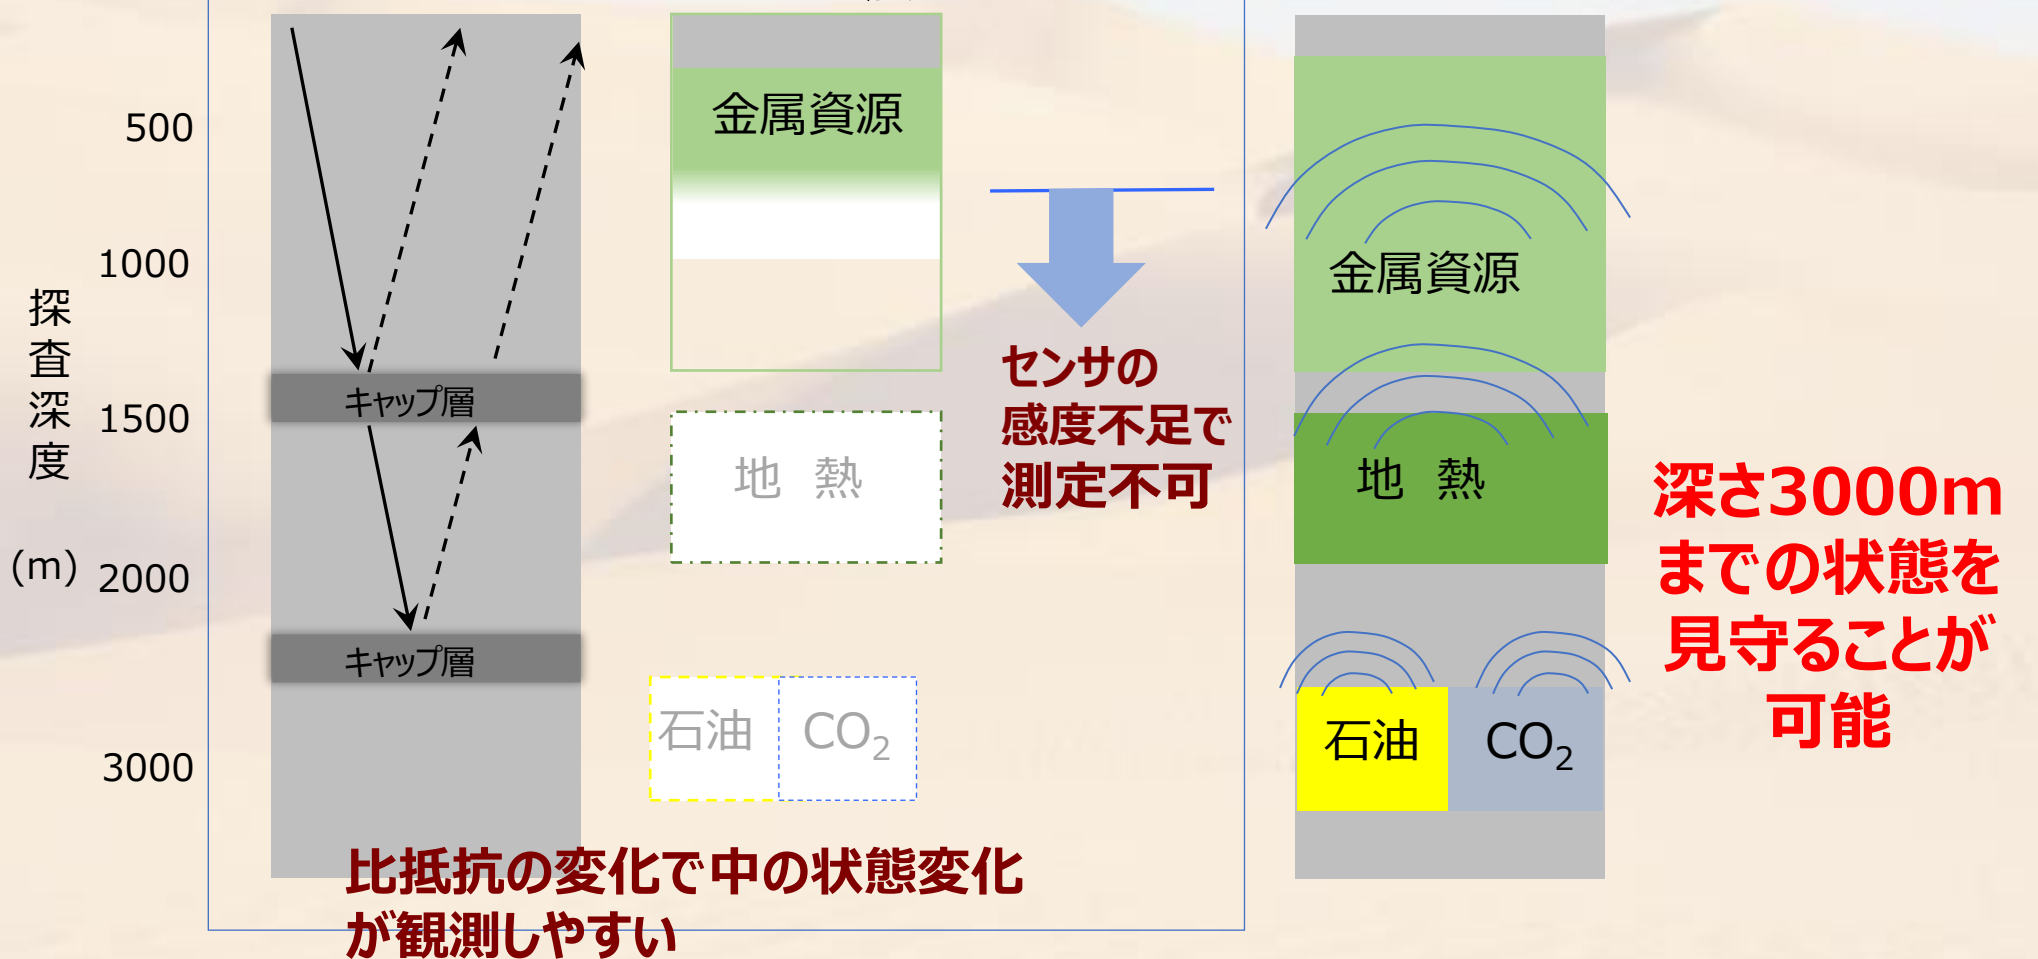 探査深度
(m)
500
1000
1500
2000
3000
キャップ層
キャップ層
金属資源
地 熱
石油
CO2
センサの
感度不足で
測定不可
比抵抗の変化で中の状態変化
が観測しやすい
金属資源
地 熱
石油
CO2
深さ3000m
までの状態を
見守ることが
可能